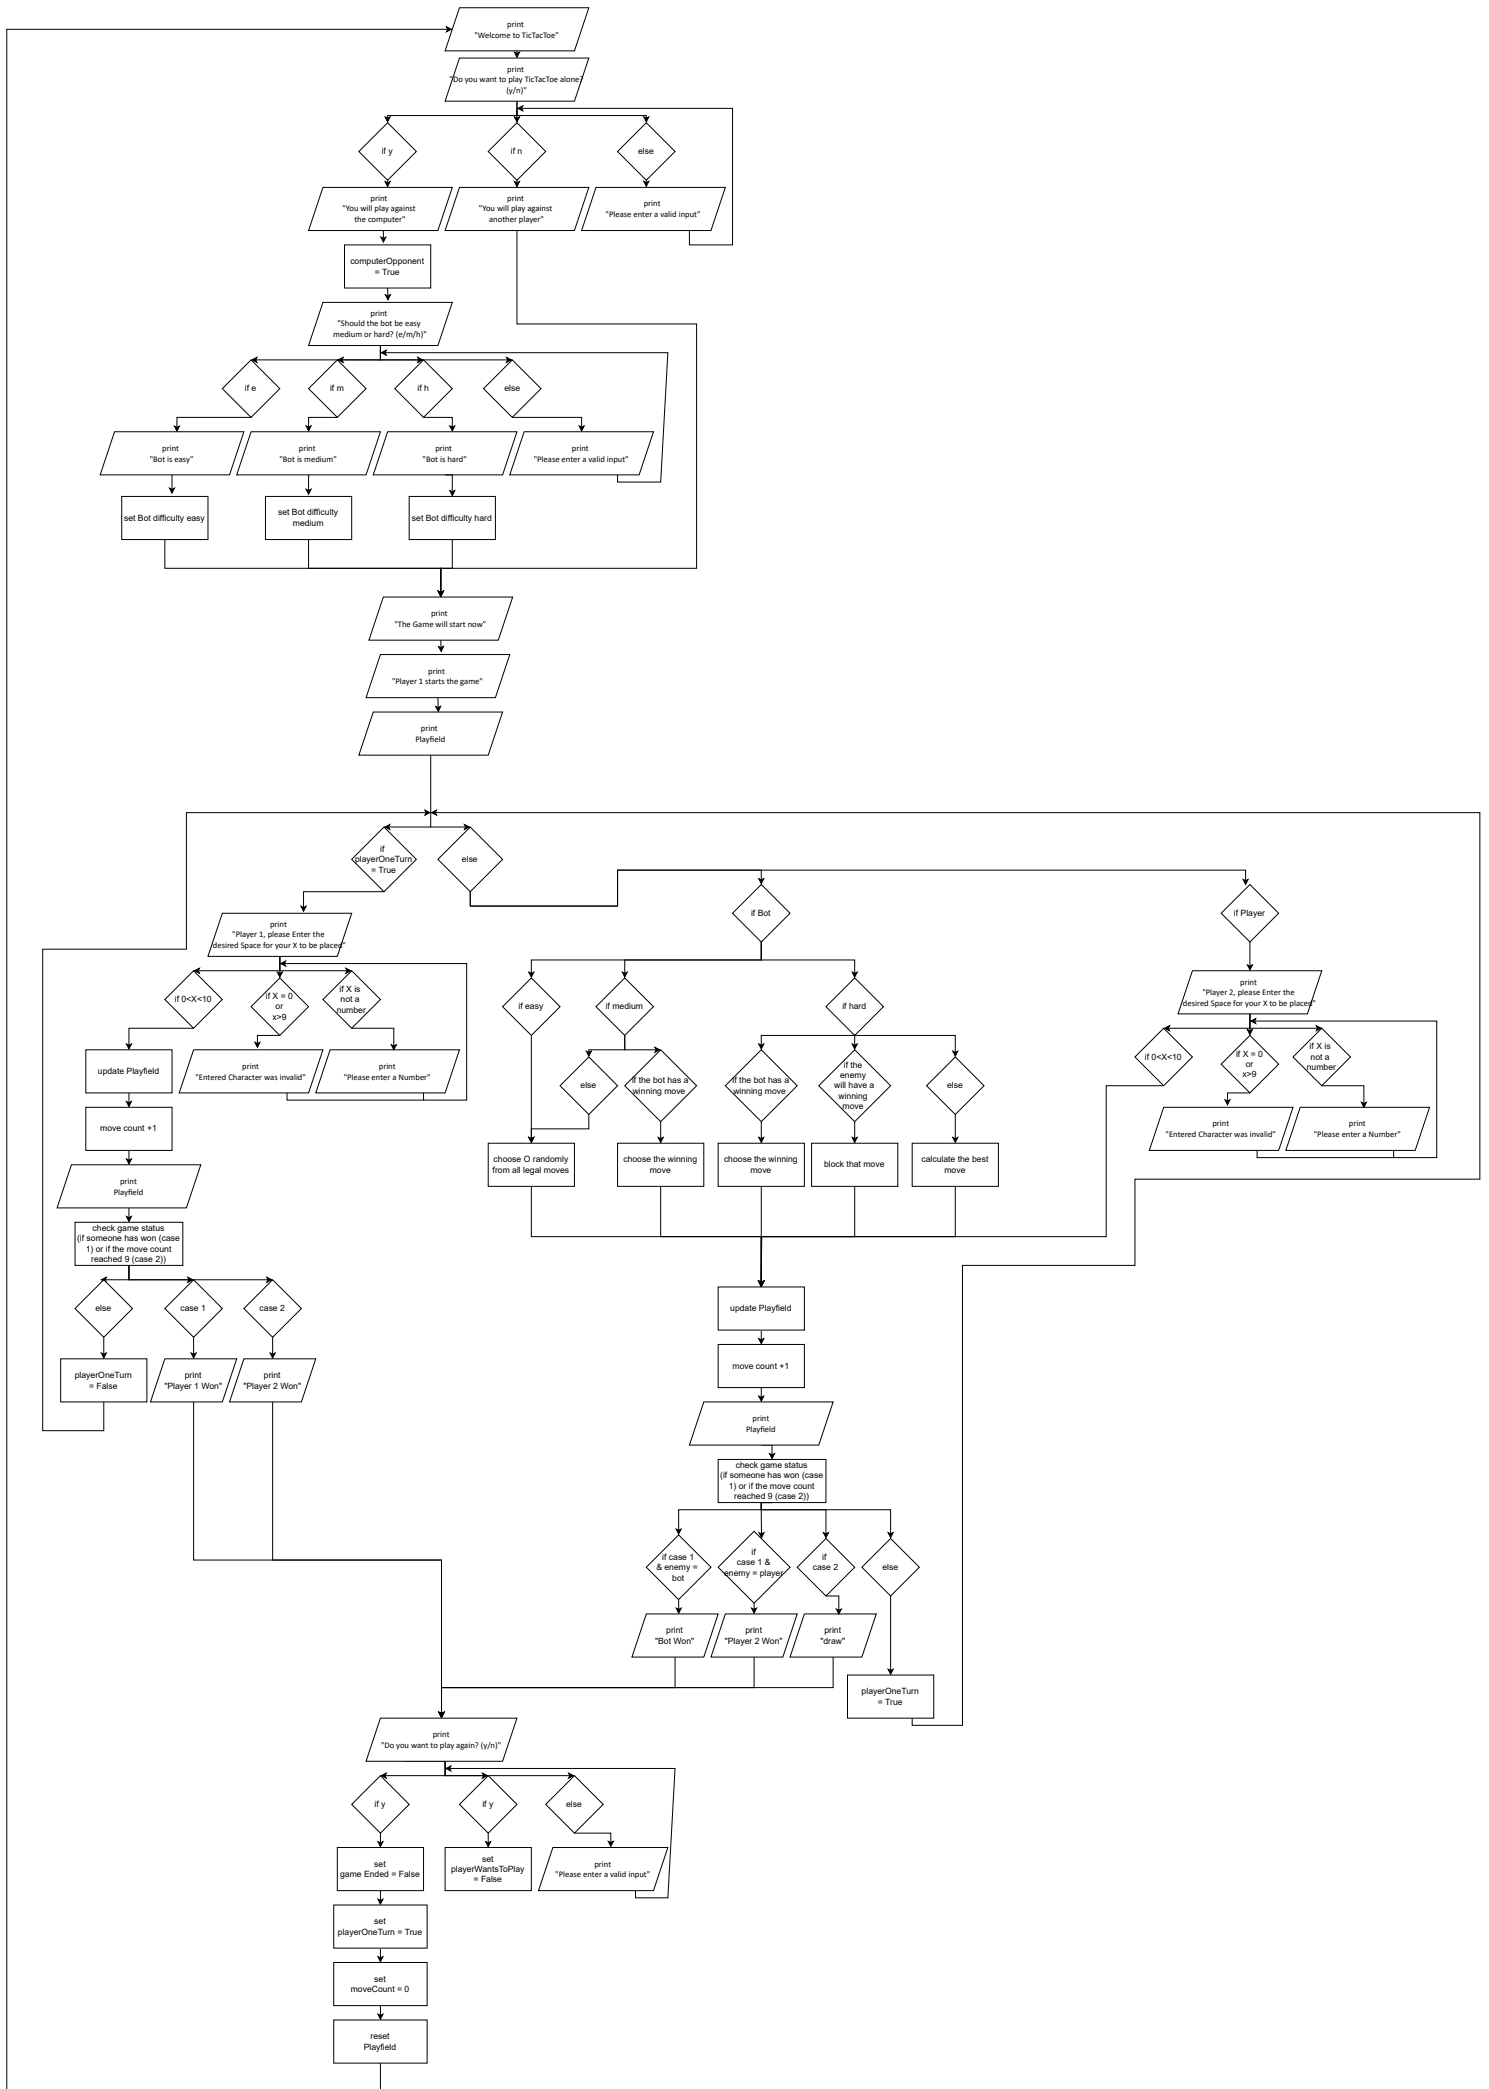 print
"Welcome to TicTacToe"
print
"Do you want to play TicTacToe alone?
(y/n)"
if y
if n
else
print
"You will play against
the computer"
print
"You will play against
another player"
print
"Please enter a valid input"
computerOpponent
= True
print
"Should the bot be easy
medium or hard? (e/m/h)"
if e
if m
if h
else
print
"Bot is easy"
print
"Bot is medium"
print
"Bot is hard"
print
"Please enter a valid input"
set Bot difficulty easy
set Bot difficulty
medium
set Bot difficulty hard
print
"The Game will start now"
print
"Player 1 starts the game"
print
Playfield
if
playerOneTurn
= True
else
if Bot
if Player
print
"Player 1, please Enter the
desired Space for your X to be placed"
if 0<X<10
if X = 0
or
x>9
if X is
not a
number
if easy
if medium
if hard
print
"Player 2, please Enter the
desired Space for your X to be placed"
update Playfield
print
"Entered Character was invalid"
print
"Please enter a Number"
else
if the bot has a
winning move
if the bot has a
winning move
if the
enemy
will have a
winning
move
else
if 0<X<10
if X = 0
or
x>9
if X is
not a
number
move count +1
print
"Entered Character was invalid"
print
"Please enter a Number"
choose O randomly
from all legal moves
choose the winning
move
choose the winning
move
block that move
calculate the best
move
print
Playfield
check game status
(if someone has won (case
1) or if the move count
reached 9 (case 2))
else
case 1
case 2
update Playfield
playerOneTurn
= False
print
"Player 1 Won"
print
"Player 2 Won"
move count +1
print
Playfield
check game status
(if someone has won (case
1) or if the move count
reached 9 (case 2))
if case 1
& enemy =
bot
if
case 1 &
enemy = player
if
case 2
else
print
"Bot Won"
print
"Player 2 Won"
print
"draw"
playerOneTurn
= True
print
"Do you want to play again? (y/n)"
if y
if y
else
set
game Ended = False
set
playerWantsToPlay
= False
print
"Please enter a valid input"
set
playerOneTurn = True
set
moveCount = 0
reset
Playfield